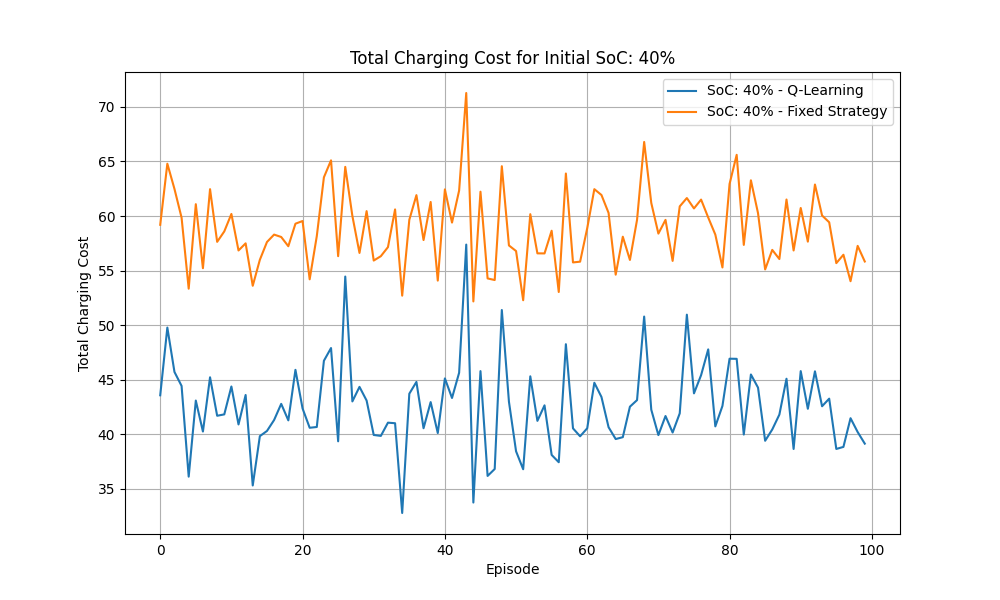 Total Charging Cost for Initial SoC: 40%
SoC: 40% - Q-Learning
SoC: 40% - Fixed Strategy
Total Charging Cost
70
65
60
55
50
45
40
35
0
20
40
60
80
100
Episode